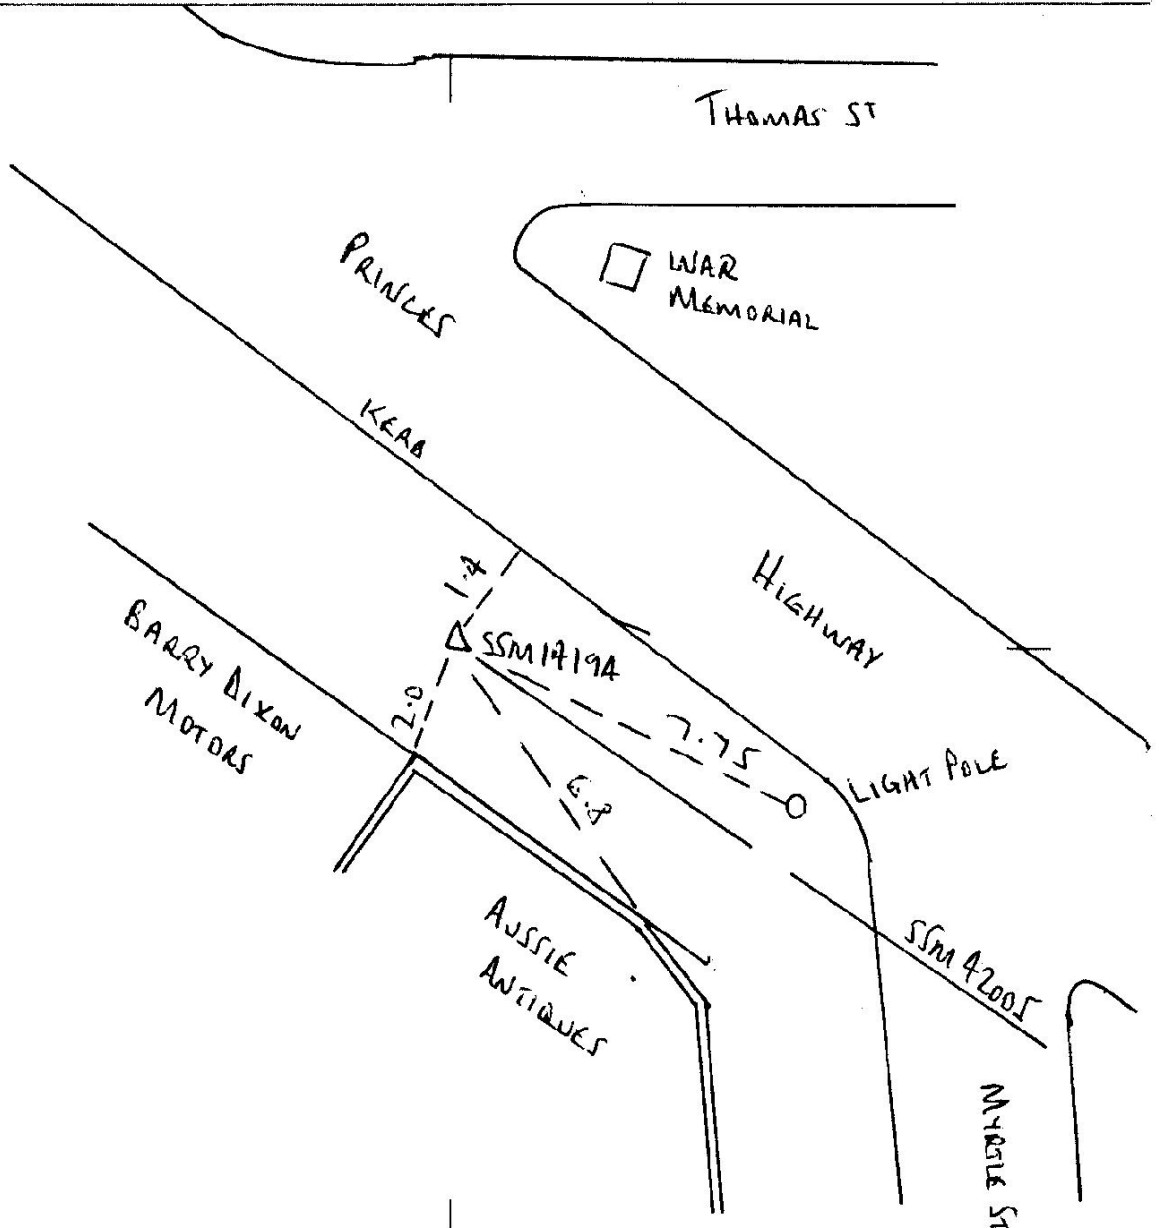 THOMAS ST
PRINCES
WAR
MEMORIAL
KERB
HIGHWAY
1.4
SSM14194
2.0
BARRY DIXON
MOTORS
7.75
6.8
LIGHT POLE
AUSSIE
ANTIQUES
SSM 42005
MYRTLE ST